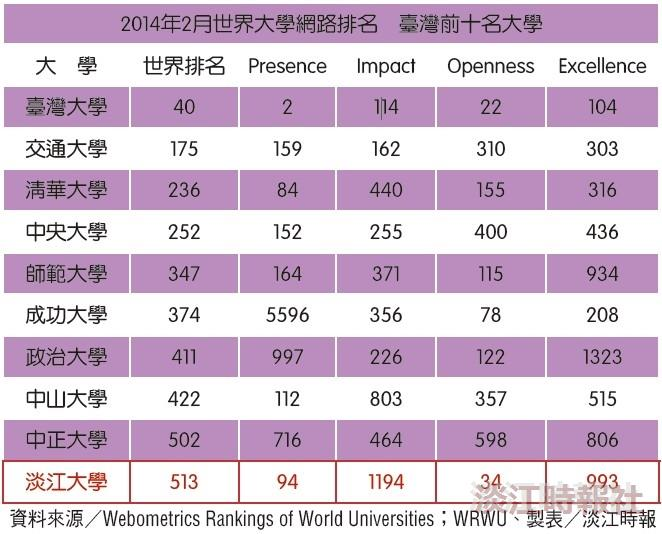 2014年2月世界大學網路排名　臺灣前十名大學
大　學 世界排名 Presence Impact Openness Excellence
臺灣大學 40 2 114 22 104
交通大學 175 159 162 310 303
清華大學 236 84 440 155 316
中央大學 252 152 255 400 436
師範大學 347 164 371 115 934
成功大學 374 5596 356 78 208
政治大學 411 997 226 122 1323
中山大學 422 112 803 357 515
中正大學 502 716 464 598 806
淡江大學 513 94 1194 34 993
淡江時報社
資料來源／Webometrics Rankings of World Universities；WRWU、製表／淡江時報